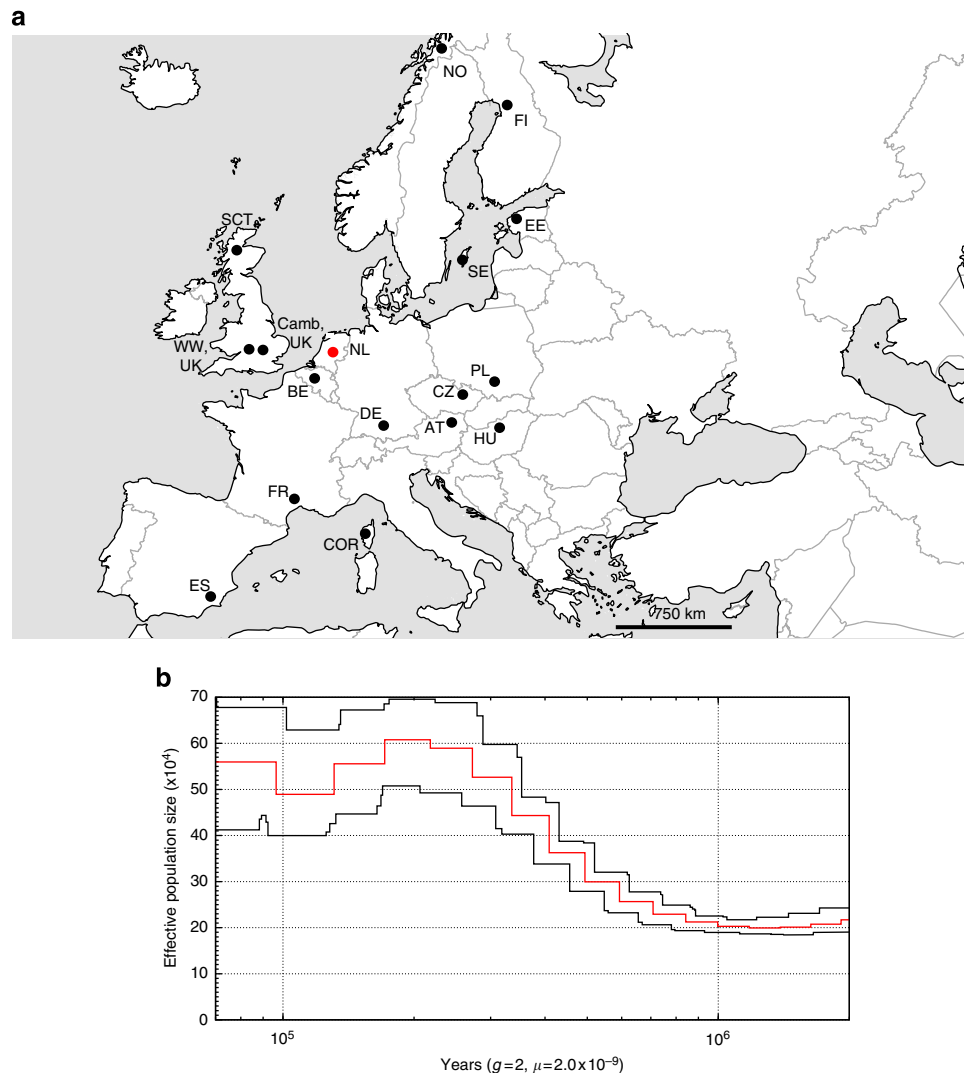 a
NO
FI
SCT
EE
SE
Camb,
UK
WW,
UK
NL
BE
PL
CZ
DE
AT
HU
FR
COR
ES
750 km
b
70
60
50
40
30
20
10
0
Effective population size (x10⁴)
10⁵
10⁶
Years (g=2, μ=2.0x10⁻⁹)